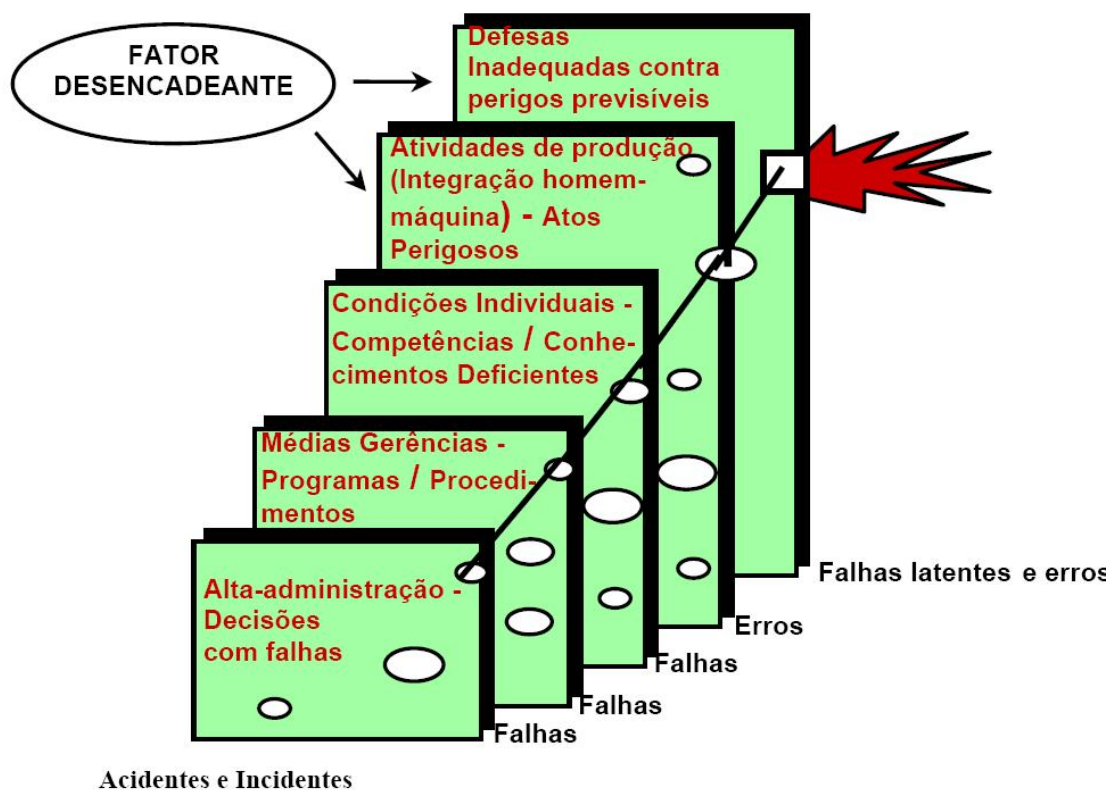 FATOR
DESENCADEANTE
Defesas
Inadequadas contra
perigos previsíveis
Atividades de produção
(Integração homem-
máquina) - Atos
Perigosos
Condições Individuais -
Competências / Conhe-
cimentos Deficientes
Médias Gerências -
Programas / Procedi-
mentos
Alta-administração -
Decisões
com falhas
Falhas latentes e erros
Erros
Falhas
Falhas
Falhas
Acidentes e Incidentes